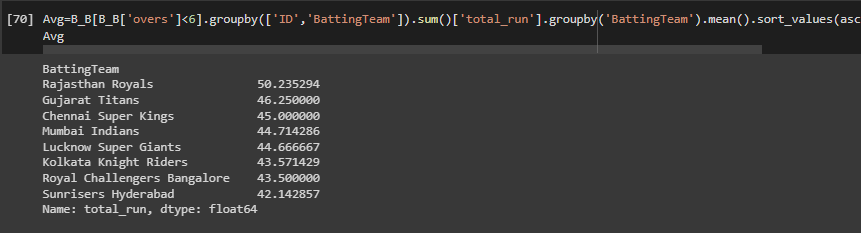 [70] Avg=B_B[B_B['overs']<6].groupby(['ID','BattingTeam']).sum()['total_run'].groupby('BattingTeam').mean().sort_values(asc
Avg
BattingTeam
Rajasthan Royals 50.235294
Gujarat Titans 46.250000
Chennai Super Kings 45.000000
Mumbai Indians 44.714286
Lucknow Super Giants 44.666667
Kolkata Knight Riders 43.571429
Royal Challengers Bangalore 43.500000
Sunrisers Hyderabad 42.142857
Name: total_run, dtype: float64